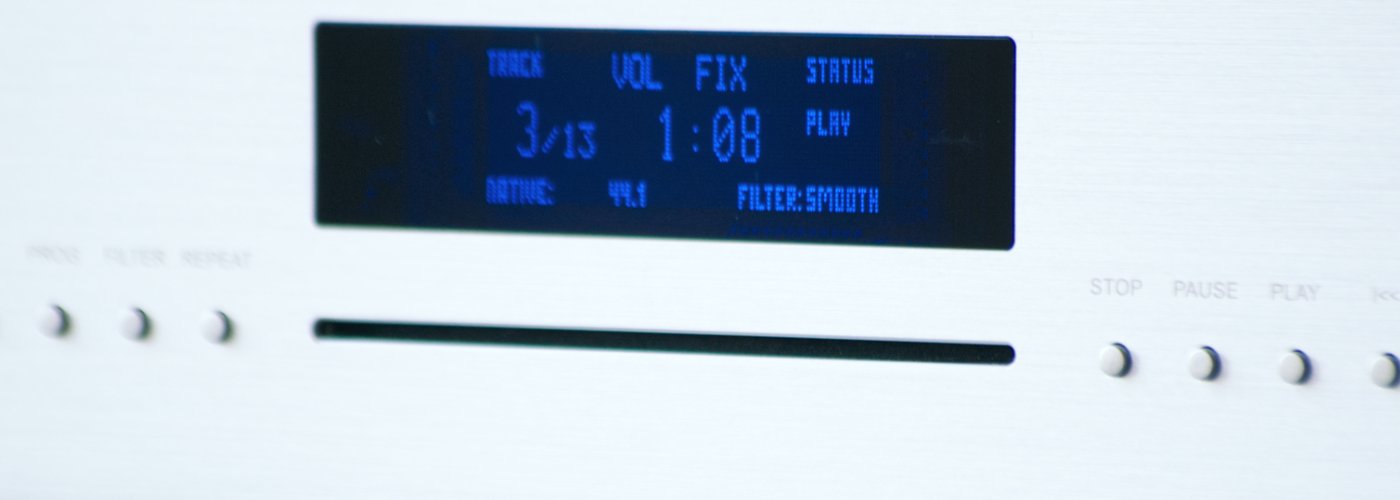 TRACK VOL FIX STATUS
3/13 1:08 PLAY
NATIVE: 44.1 FILTER:SMOOTH
PROG FILTER REPEAT
STOP PAUSE PLAY